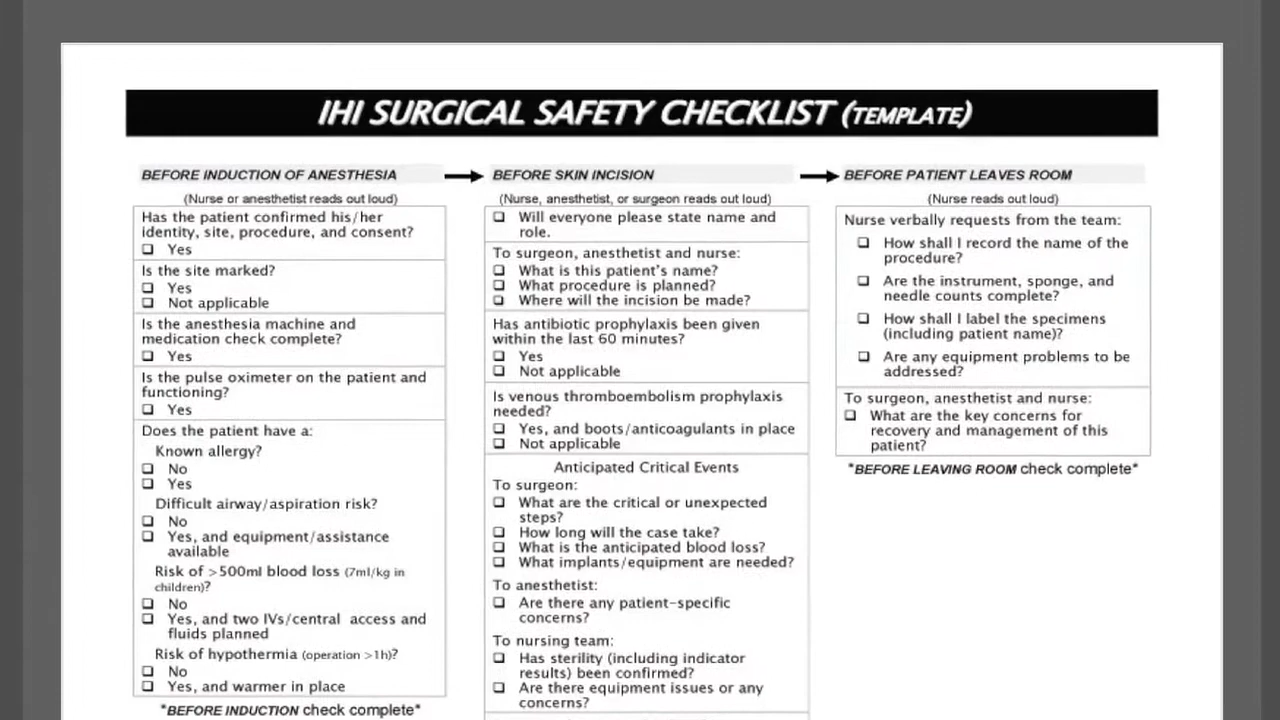 IHI SURGICAL SAFETY CHECKLIST (TEMPLATE)
BEFORE INDUCTION OF ANESTHESIA
(Nurse or anesthetist reads out loud)
Has the patient confirmed his/her
identity, site, procedure, and consent?
❑ Yes
Is the site marked?
❑ Yes
❑ Not applicable
Is the anesthesia machine and
medication check complete?
❑ Yes
Is the pulse oximeter on the patient and
functioning?
❑ Yes
Does the patient have a:
Known allergy?
❑ No
❑ Yes
Difficult airway/aspiration risk?
❑ No
❑ Yes, and equipment/assistance
available
Risk of >500ml blood loss (7ml/kg in
children)?
❑ No
❑ Yes, and two IVs/central access and
fluids planned
Risk of hypothermia (operation >1h)?
❑ No
❑ Yes, and warmer in place
*BEFORE INDUCTION check complete*
BEFORE SKIN INCISION
(Nurse, anesthetist, or surgeon reads out loud)
❑ Will everyone please state name and
role.
To surgeon, anesthetist and nurse:
❑ What is this patient's name?
❑ What procedure is planned?
❑ Where will the incision be made?
Has antibiotic prophylaxis been given
within the last 60 minutes?
❑ Yes
❑ Not applicable
Is venous thromboembolism prophylaxis
needed?
❑ Yes, and boots/anticoagulants in place
❑ Not applicable
Anticipated Critical Events
To surgeon:
❑ What are the critical or unexpected
steps?
❑ How long will the case take?
❑ What is the anticipated blood loss?
❑ What implants/equipment are needed?
To anesthetist:
❑ Are there any patient-specific
concerns?
To nursing team:
❑ Has sterility (including indicator
results) been confirmed?
❑ Are there equipment issues or any
concerns?
BEFORE PATIENT LEAVES ROOM
(Nurse reads out loud)
Nurse verbally requests from the team:
❑ How shall I record the name of the
procedure?
❑ Are the instrument, sponge, and
needle counts complete?
❑ How shall I label the specimens
(including patient name)?
❑ Are any equipment problems to be
addressed?
To surgeon, anesthetist and nurse:
❑ What are the key concerns for
recovery and management of this
patient?
*BEFORE LEAVING ROOM check complete*